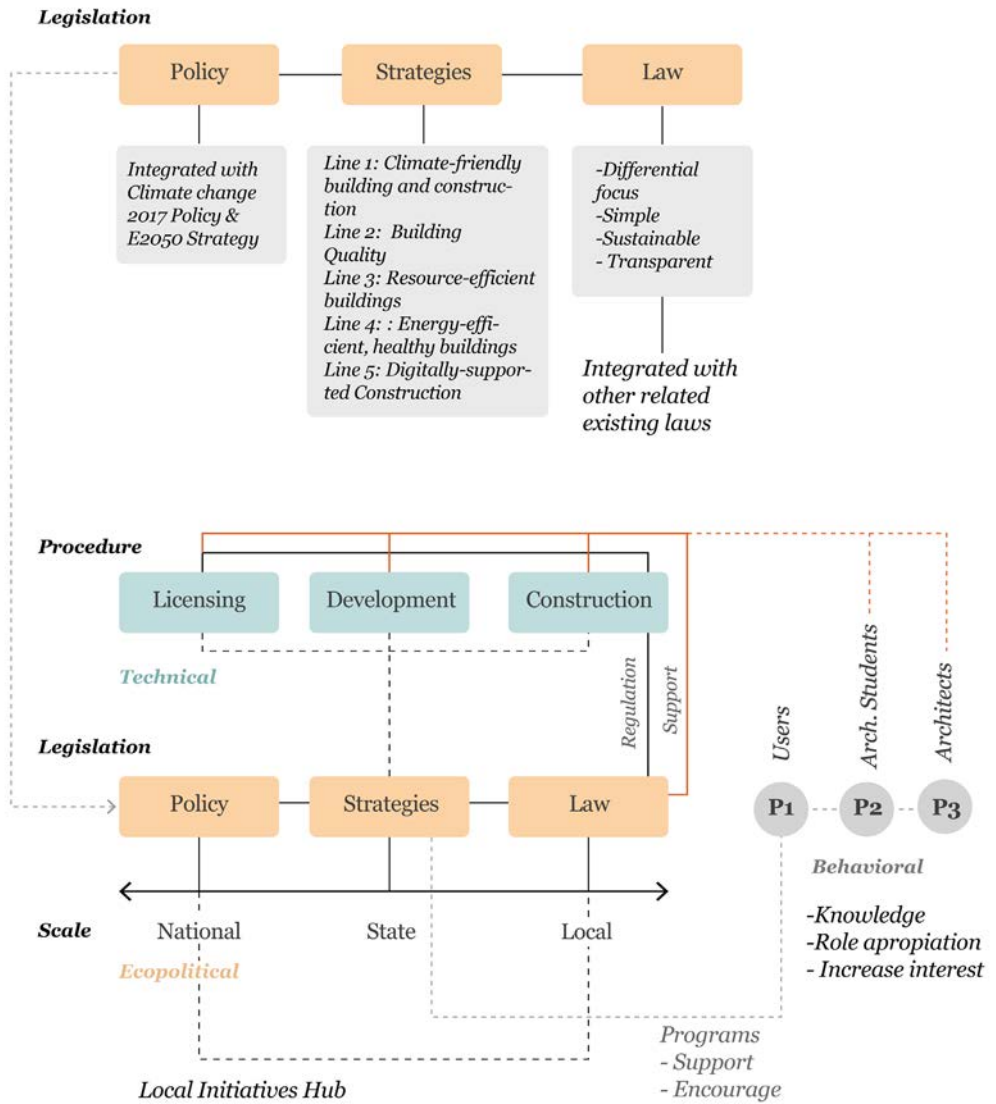 Legislation
Policy
Strategies
Law
Integrated with
Climate change
2017 Policy &
E2050 Strategy
Line 1: Climate-friendly
building and construc-
tion
Line 2:  Building
Quality
Line 3: Resource-efficient
buildings
Line 4: : Energy-effi-
cient, healthy buildings
Line 5: Digitally-suppor-
ted Construction
-Differential
focus
-Simple
-Sustainable
- Transparent
Integrated with
other related
existing laws
Procedure
Licensing
Development
Construction
Technical
Regulation
Support
Users
Arch. Students
Architects
Legislation
Policy
Strategies
Law
P1
P2
P3
Behavioral
-Knowledge
-Role apropiation
- Increase interest
Scale
National
State
Local
Ecopolitical
Programs
- Support
- Encourage
Local Initiatives Hub